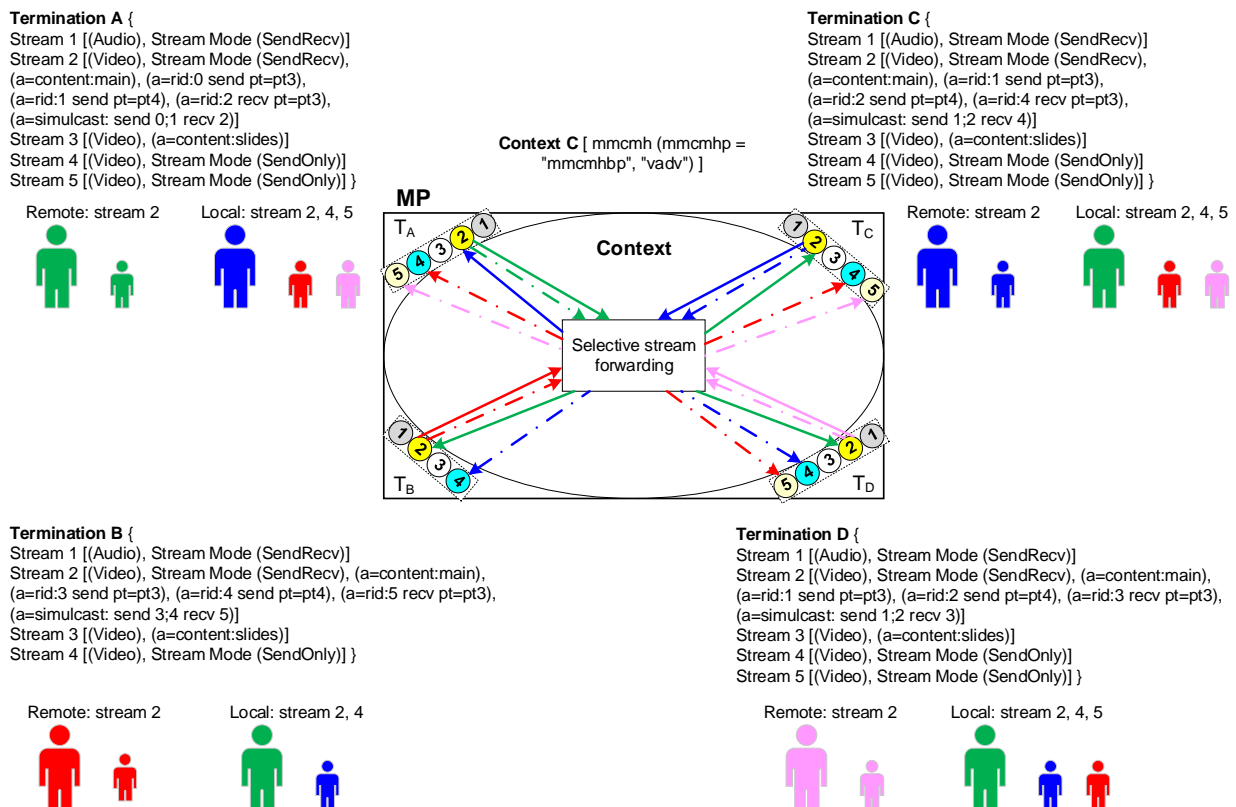 Termination A {
Stream 1 [(Audio), Stream Mode (SendRecv)]
Stream 2 [(Video), Stream Mode (SendRecv),
(a=content:main), (a=rid:0 send pt=pt3),
(a=rid:1 send pt=pt4), (a=rid:2 recv pt=pt3),
(a=simulcast: send 0;1 recv 2)]
Stream 3 [(Video), (a=content:slides)]
Stream 4 [(Video), Stream Mode (SendOnly)]
Stream 5 [(Video), Stream Mode (SendOnly)] }
Remote: stream 2
Local: stream 2, 4, 5
Context C [ mmcmh (mmcmhp =
"mmcmhbp", "vadv") ]
Termination C {
Stream 1 [(Audio), Stream Mode (SendRecv)]
Stream 2 [(Video), Stream Mode (SendRecv),
(a=content:main), (a=rid:1 send pt=pt3),
(a=rid:2 send pt=pt4), (a=rid:4 recv pt=pt3),
(a=simulcast: send 1;2 recv 4)]
Stream 3 [(Video), (a=content:slides)]
Stream 4 [(Video), Stream Mode (SendOnly)]
Stream 5 [(Video), Stream Mode (SendOnly)] }
Remote: stream 2
Local: stream 2, 4, 5
MP
TA
5 4 3 2 1
Context
TC
1 2 3 4 5
Selective stream
forwarding
1 2 3 4
TB
5 4 3 2 1
TD
Termination B {
Stream 1 [(Audio), Stream Mode (SendRecv)]
Stream 2 [(Video), Stream Mode (SendRecv), (a=content:main),
(a=rid:3 send pt=pt3), (a=rid:4 send pt=pt4), (a=rid:5 recv pt=pt3),
(a=simulcast: send 3;4 recv 5)]
Stream 3 [(Video), (a=content:slides)]
Stream 4 [(Video), Stream Mode (SendOnly)] }
Remote: stream 2
Local: stream 2, 4
Termination D {
Stream 1 [(Audio), Stream Mode (SendRecv)]
Stream 2 [(Video), Stream Mode (SendRecv), (a=content:main),
(a=rid:1 send pt=pt3), (a=rid:2 send pt=pt4), (a=rid:3 recv pt=pt3),
(a=simulcast: send 1;2 recv 3)]
Stream 3 [(Video), (a=content:slides)]
Stream 4 [(Video), Stream Mode (SendOnly)]
Stream 5 [(Video), Stream Mode (SendOnly)] }
Remote: stream 2
Local: stream 2, 4, 5